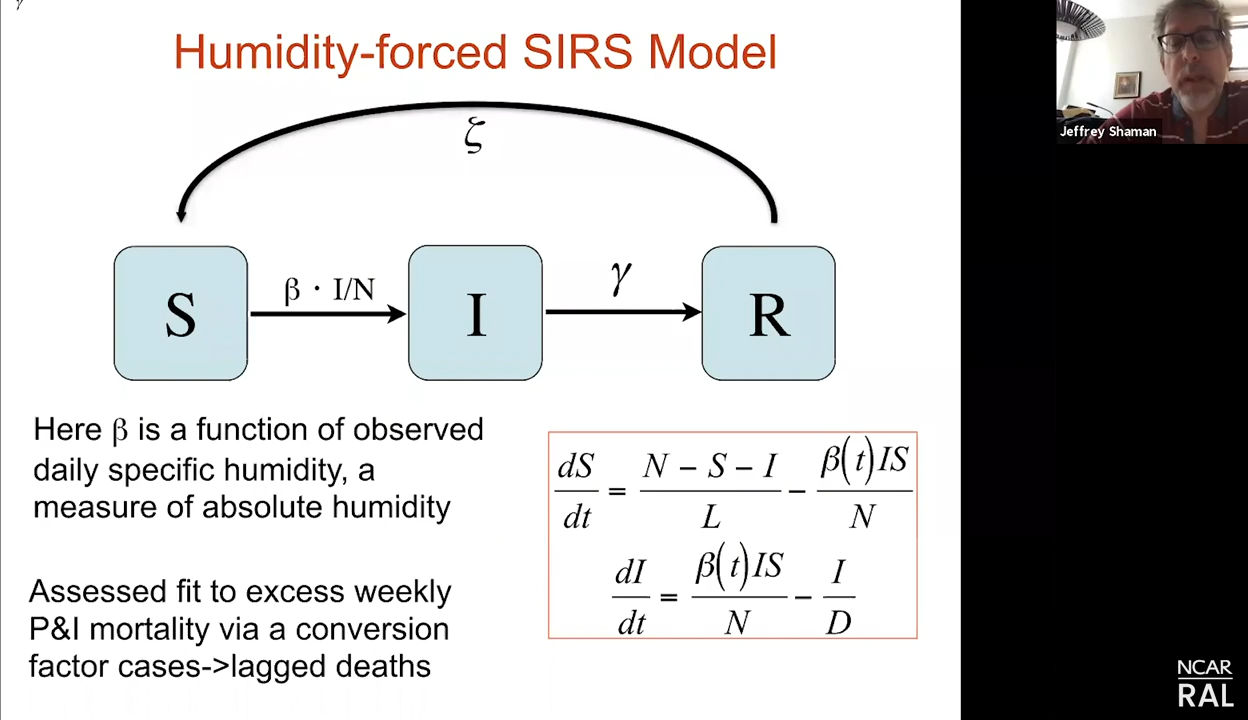 γ
Humidity-forced SIRS Model
Jeffrey Shaman
ζ
S
β · I/N
I
γ
R
Here β is a function of observed
daily specific humidity, a
measure of absolute humidity
Assessed fit to excess weekly
P&I mortality via a conversion
factor cases->lagged deaths
dS/dt = (N – S – I)/L – β(t)IS/N
dI/dt = β(t)IS/N – I/D
NCAR
RAL